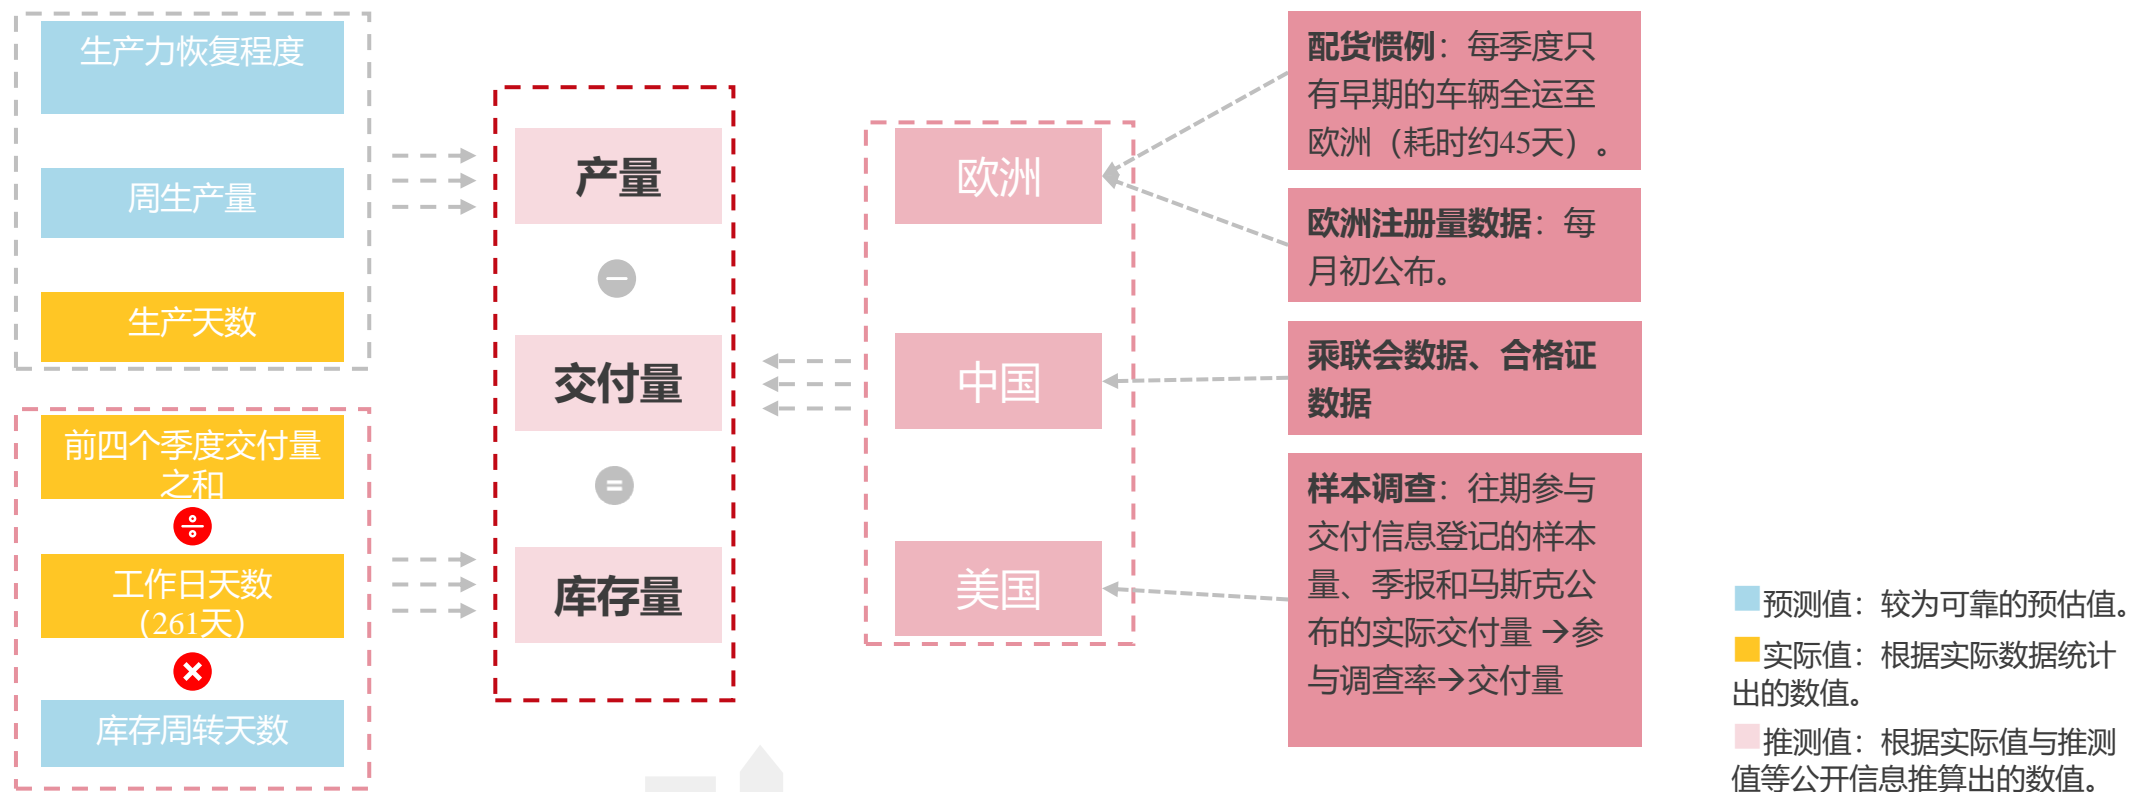 生产力恢复程度
周生产量
生产天数
前四个季度交付量
之和
÷
工作日天数
（261天）
×
库存周转天数
产量
−
交付量
=
库存量
欧洲
中国
美国
配货惯例：每季度只
有早期的车辆全运至
欧洲（耗时约45天）。
欧洲注册量数据：每
月初公布。
乘联会数据、合格证
数据
样本调查：往期参与
交付信息登记的样本
量、季报和马斯克公
布的实际交付量→参
与调查率→交付量
预测值：较为可靠的预估值。
实际值：根据实际数据统计
出的数值。
推测值：根据实际值与推测
值等公开信息推算出的数值。